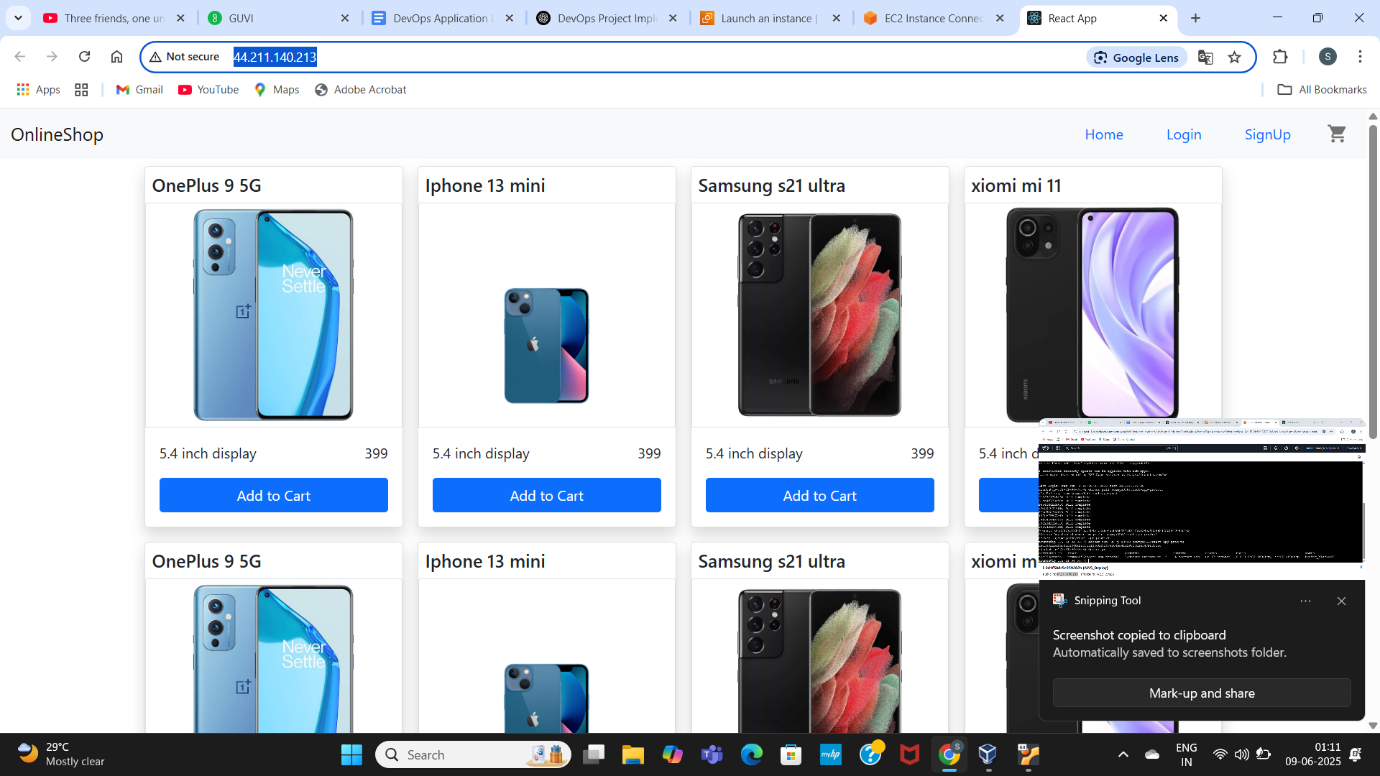 Three friends, one un
GUVI
DevOps Application D
DevOps Project Imple
Launch an instance |
EC2 Instance Connec
React App
Not secure
44.211.140.213
Google Lens
S
Apps
Gmail
YouTube
Maps
Adobe Acrobat
All Bookmarks
OnlineShop
Home
Login
SignUp
OnePlus 9 5G
Iphone 13 mini
Samsung s21 ultra
xiomi mi 11
Never
Settle
SAMSUNG
xiaomi
5.4 inch display 399
5.4 inch display 399
5.4 inch display 399
5.4 inch d
Add to Cart
Add to Cart
Add to Cart
OnePlus 9 5G
Iphone 13 mini
Samsung s21 ultra
xiomi m
Never
Settle
Snipping Tool
Screenshot copied to clipboard
Automatically saved to screenshots folder.
Mark-up and share
29°C
Mostly clear
Search
myhp
S
ENG
IN
01:11
09-06-2025